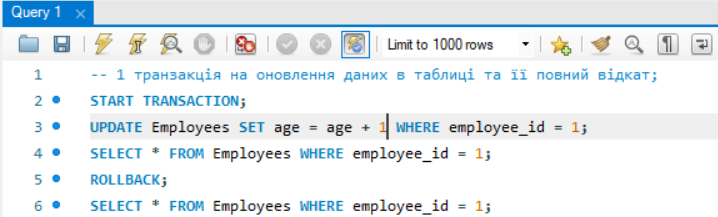 Query 1
Limit to 1000 rows
1 -- 1 транзакція на оновлення даних в таблиці та її повний відкат;
2 START TRANSACTION;
3 UPDATE Employees SET age = age + 1 WHERE employee_id = 1;
4 SELECT * FROM Employees WHERE employee_id = 1;
5 ROLLBACK;
6 SELECT * FROM Employees WHERE employee_id = 1;